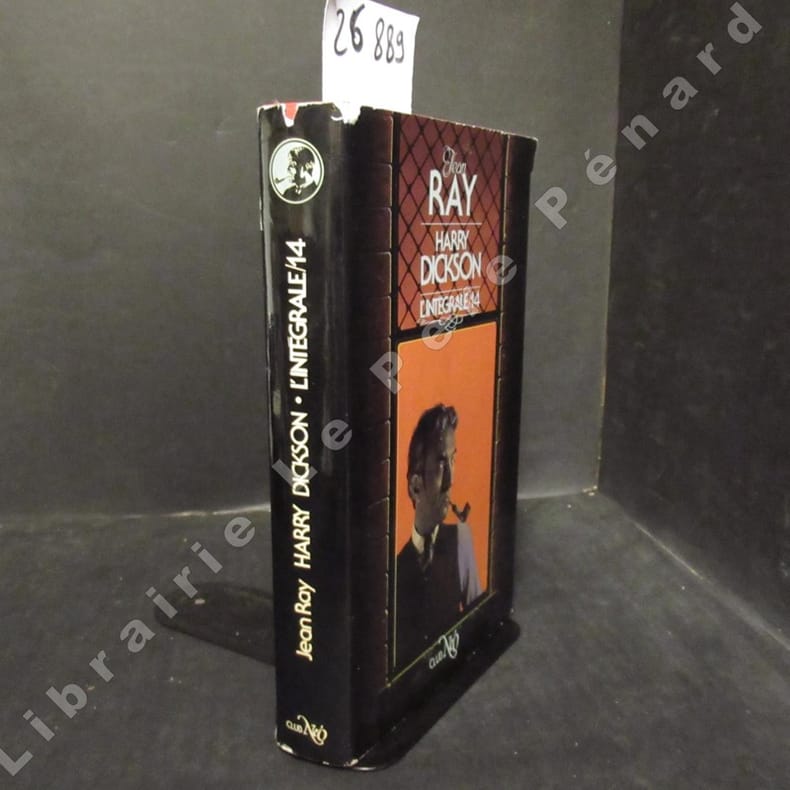 26 889
Jean
RAY
HARRY
DICKSON
L'INTÉGRALE/14
CLUB NéO
Jean Ray HARRY DICKSON • L'INTÉGRALE/14
CLUB NéO
Librairie Le Père Pénard